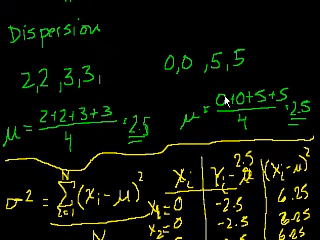 Dispersion
2,2,3,3,
0,0,5,5
μ = (2+2+3+3)/4 = 2.5
μ = (0+0+5+5)/4 = 2.5
σ² = N Σ i=1 (xᵢ-μ)² / N
xᵢ | xᵢ-μ 2.5 | (xᵢ-μ)²
x₁=0 | -2.5 | 6.25
x₂=0 | -2.5 | 6.25